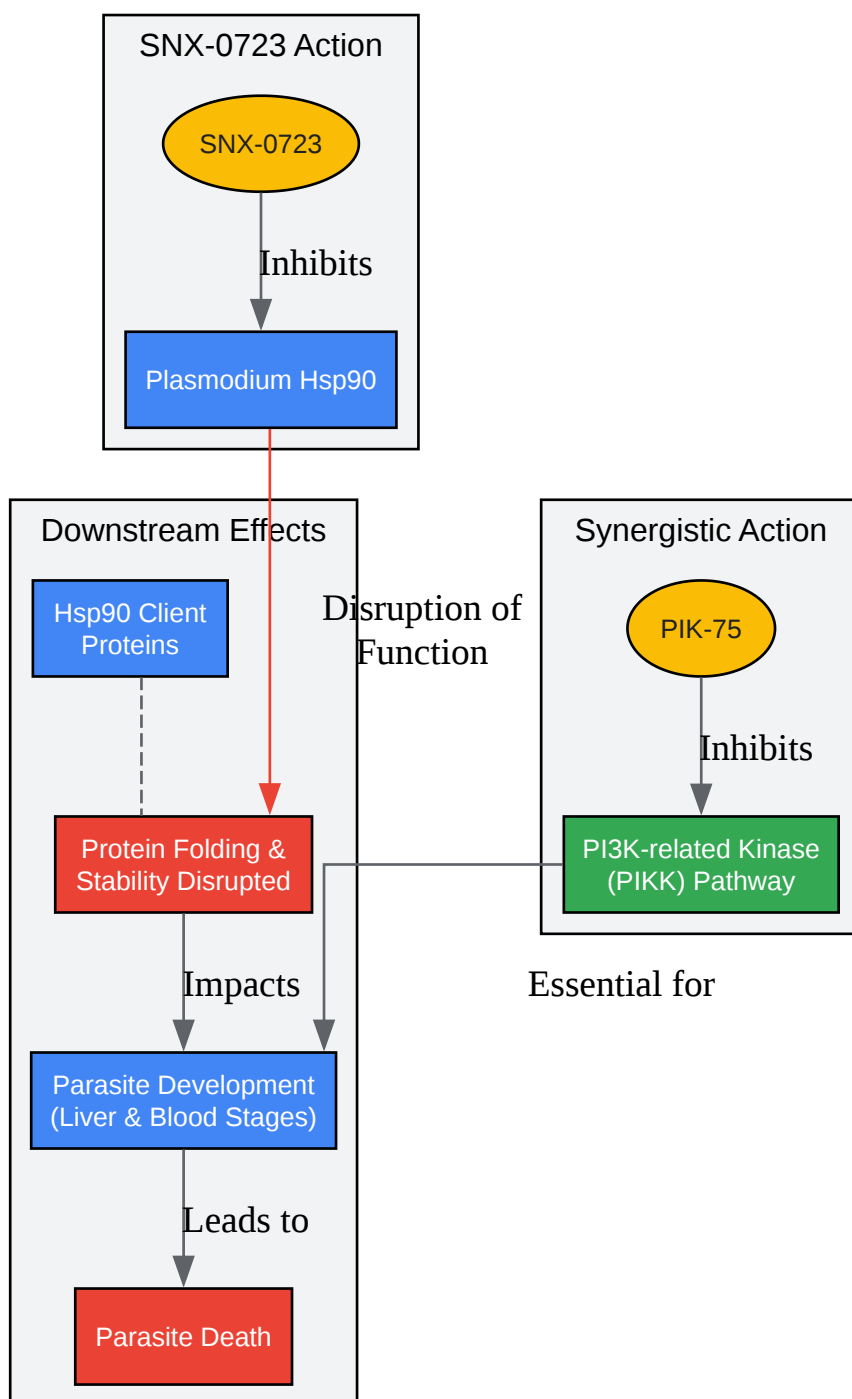 SNX-0723 Action
SNX-0723
Inhibits
Plasmodium Hsp90
Downstream Effects
Hsp90 Client
Proteins
Disruption of
Function
Protein Folding &
Stability Disrupted
Impacts
Parasite Development
(Liver & Blood Stages)
Leads to
Parasite Death
Synergistic Action
PIK-75
Inhibits
PI3K-related Kinase
(PIKK) Pathway
Essential for